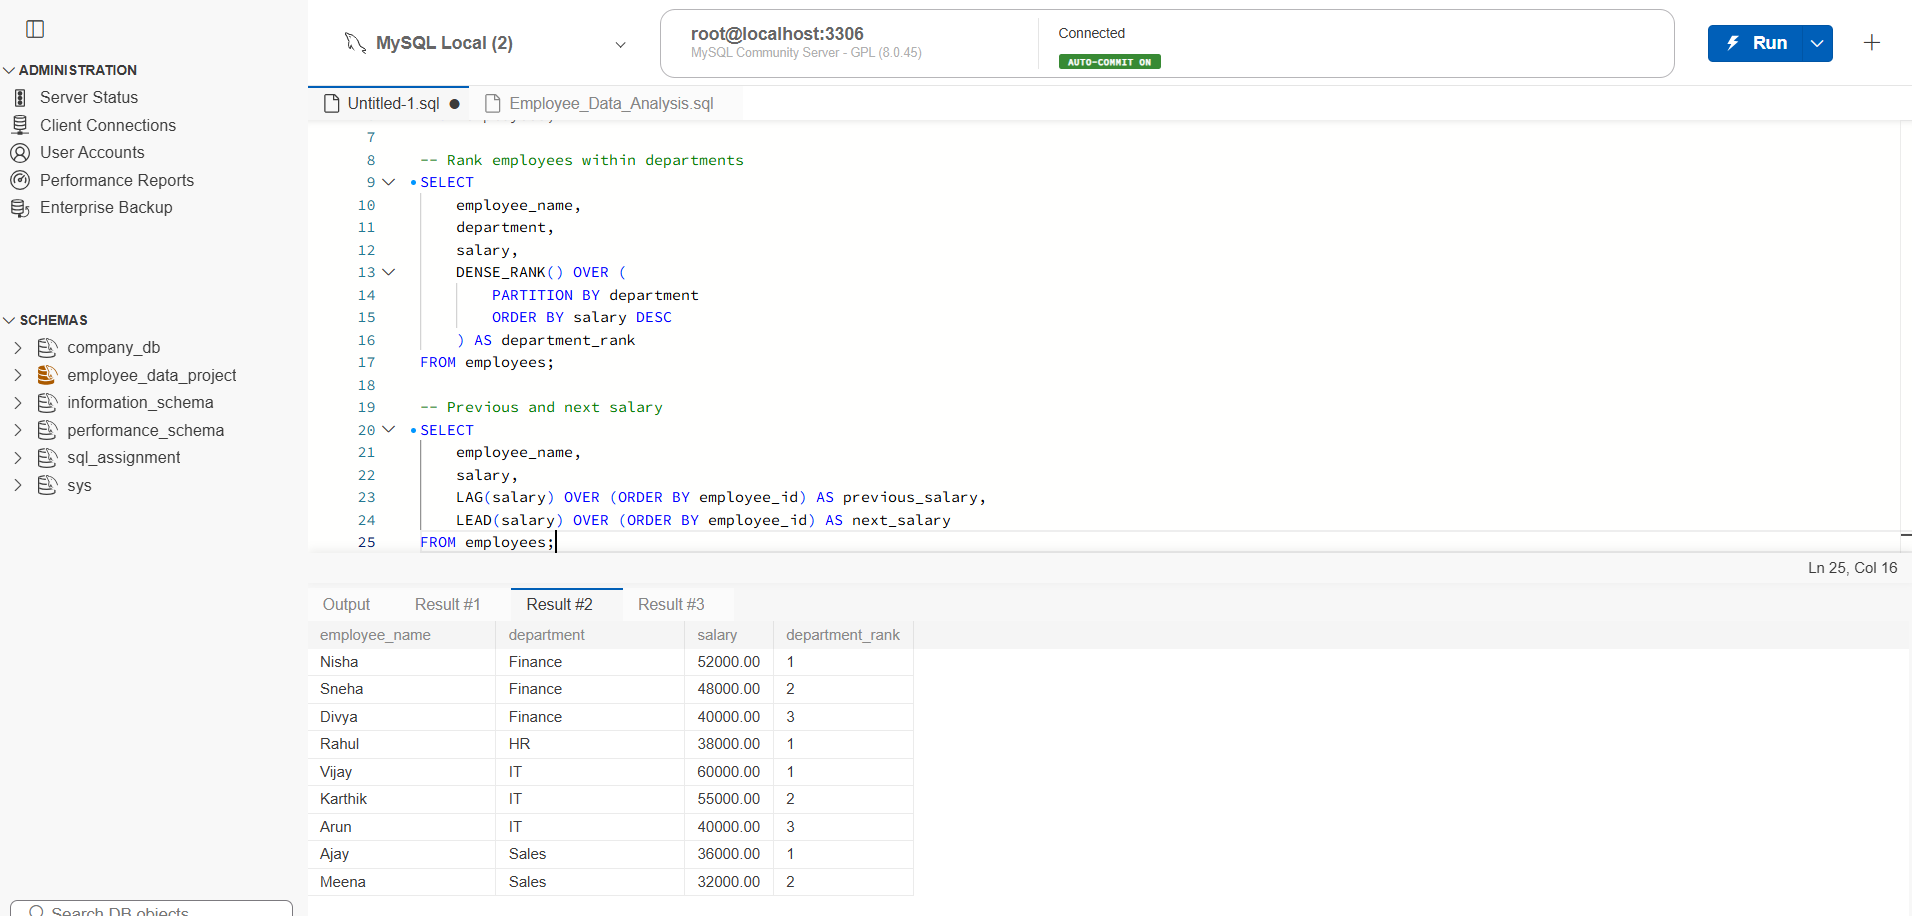 MySQL Local (2)
root@localhost:3306
MySQL Community Server - GPL (8.0.45)
Connected
AUTO-COMMIT ON
Run
ADMINISTRATION
Server Status
Client Connections
User Accounts
Performance Reports
Enterprise Backup
SCHEMAS
company_db
employee_data_project
information_schema
performance_schema
sql_assignment
sys
Search DB objects
Untitled-1.sql
Employee_Data_Analysis.sql
7
8 -- Rank employees within departments
9 SELECT
10 employee_name,
11 department,
12 salary,
13 DENSE_RANK() OVER (
14 PARTITION BY department
15 ORDER BY salary DESC
16 ) AS department_rank
17 FROM employees;
18
19 -- Previous and next salary
20 SELECT
21 employee_name,
22 salary,
23 LAG(salary) OVER (ORDER BY employee_id) AS previous_salary,
24 LEAD(salary) OVER (ORDER BY employee_id) AS next_salary
25 FROM employees;
Ln 25, Col 16
Output Result #1 Result #2 Result #3
employee_name department salary department_rank
Nisha Finance 52000.00 1
Sneha Finance 48000.00 2
Divya Finance 40000.00 3
Rahul HR 38000.00 1
Vijay IT 60000.00 1
Karthik IT 55000.00 2
Arun IT 40000.00 3
Ajay Sales 36000.00 1
Meena Sales 32000.00 2